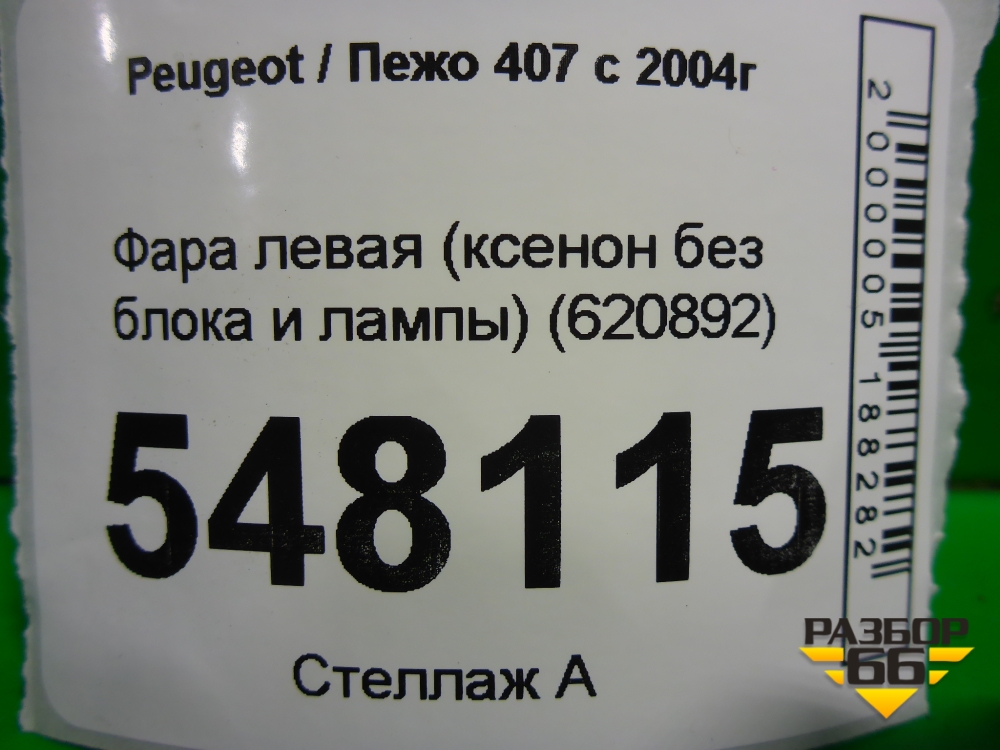 Peugeot / Пежо 407 с 2004г
Фара левая (ксенон без
блока и лампы) (620892)
548115
Стеллаж А
2000005188282
РАЗБОР
66